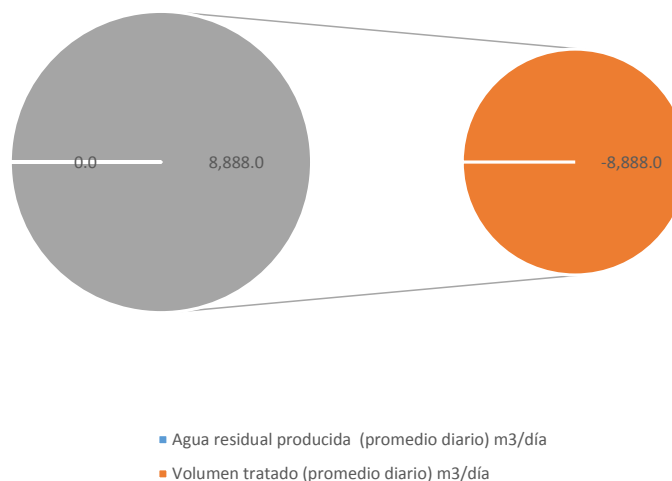 0.0
8,888.0
-8,888.0
Agua residual producida (promedio diario) m3/día
Volumen tratado (promedio diario) m3/día